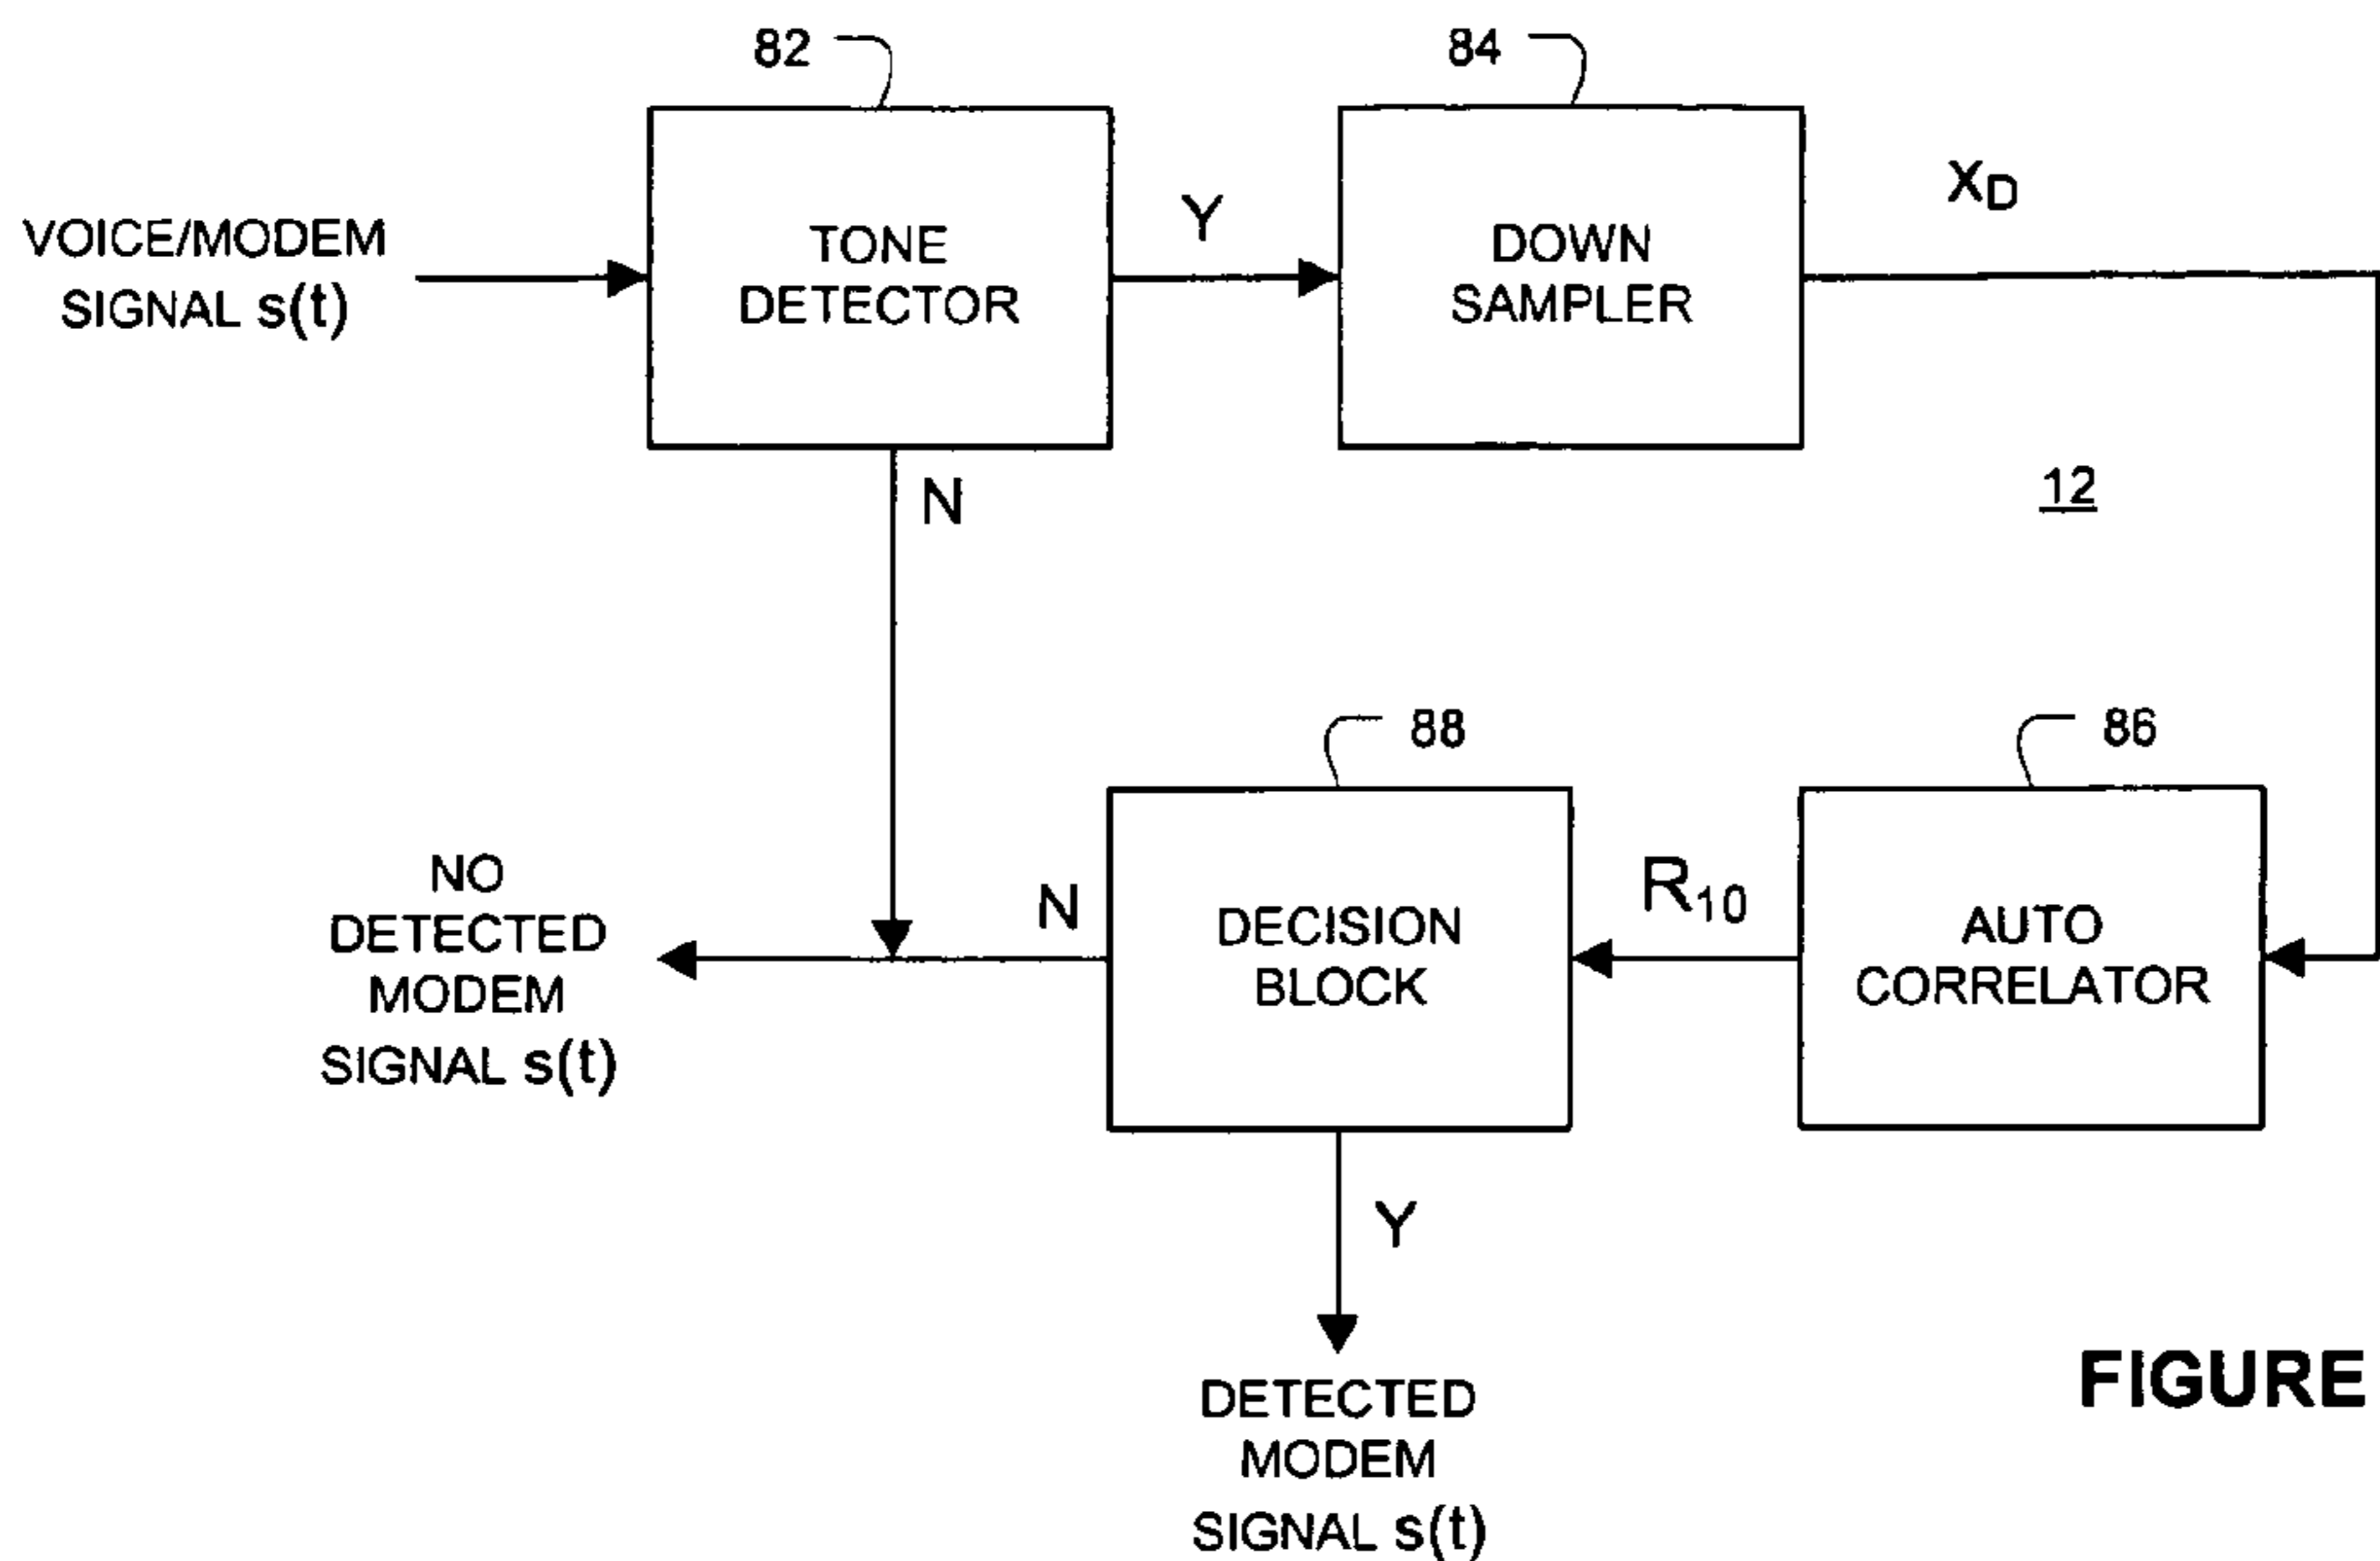 82
84
VOICE/MODEM
SIGNAL s(t)
TONE
DETECTOR
Y
DOWN
SAMPLER
XD
N
12
88
86
NO
DETECTED
MODEM
SIGNAL s(t)
N
DECISION
BLOCK
R10
AUTO
CORRELATOR
Y
DETECTED
MODEM
SIGNAL s(t)
FIGURE